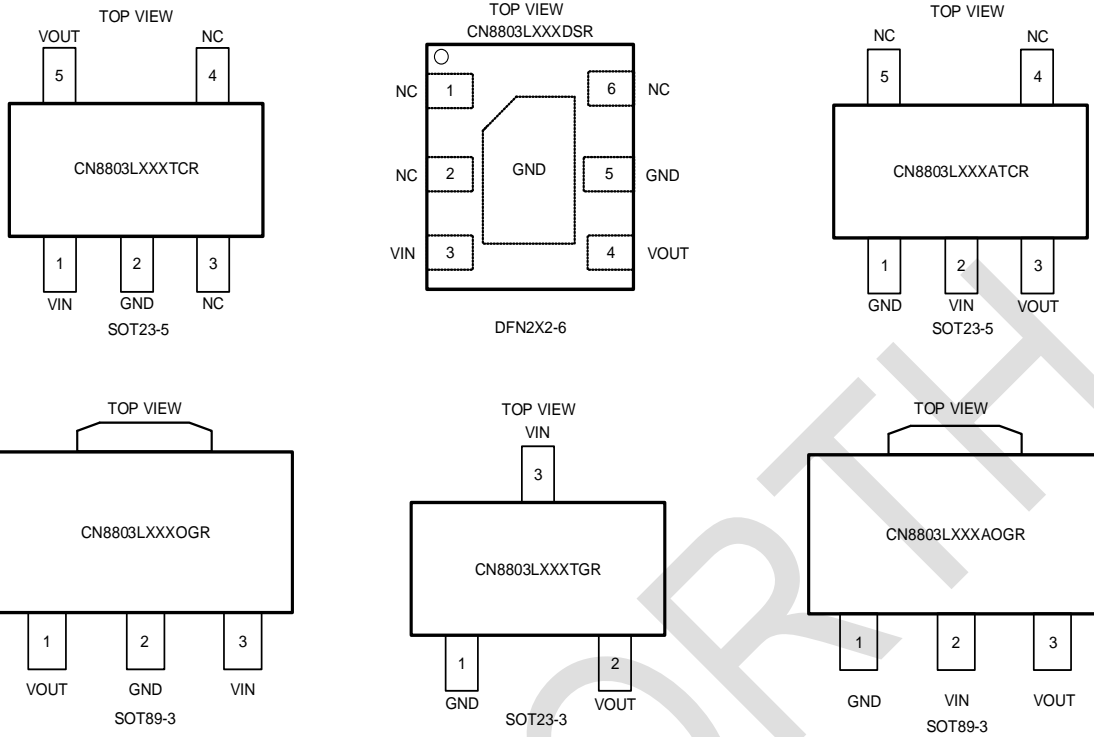 TOP VIEW
VOUT NC
5 4
CN8803LXXXTCR
1 2 3
VIN GND NC
SOT23-5
TOP VIEW
CN8803LXXXDSR
NC 1 6 NC
NC 2 GND 5 GND
VIN 3 4 VOUT
DFN2X2-6
TOP VIEW
NC NC
5 4
CN8803LXXXATCR
1 2 3
GND VIN VOUT
SOT23-5
TOP VIEW
CN8803LXXXOGR
1 2 3
VOUT GND VIN
SOT89-3
TOP VIEW
VIN
3
CN8803LXXXTGR
1 2
GND VOUT
SOT23-3
TOP VIEW
CN8803LXXXAOGR
1 2 3
GND VIN VOUT
SOT89-3
ORTH